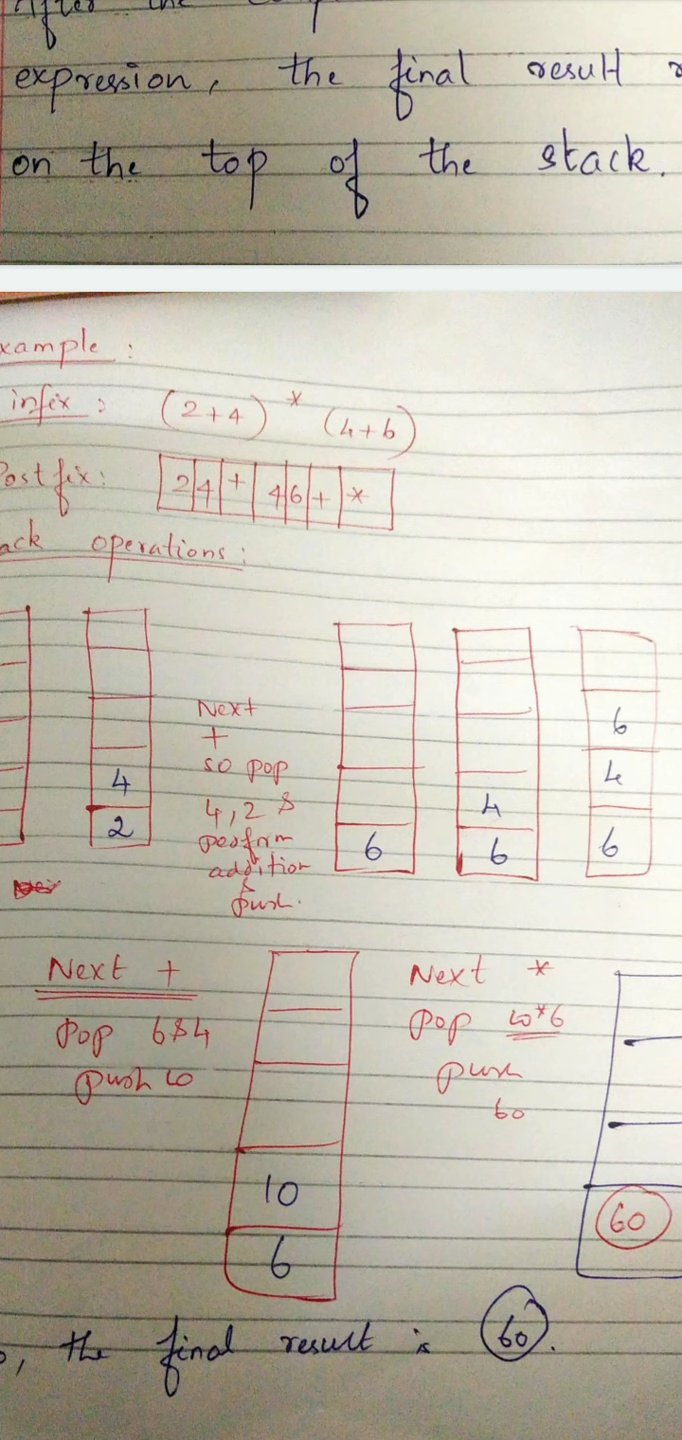 After the
expression, the final result
on the top of the stack.
xample :
infix : (2+4) * (4+6)
Postfix: 2 4 + 4 6 + *
ack operations :
4
2
Next
+
so pop
4, 2 &
perform
addition
&
push.
6
4
6
6
4
6
Next +
pop 6 & 4
push 10
10
6
Next *
pop 10*6
push
60
60
o, the final result is 60.